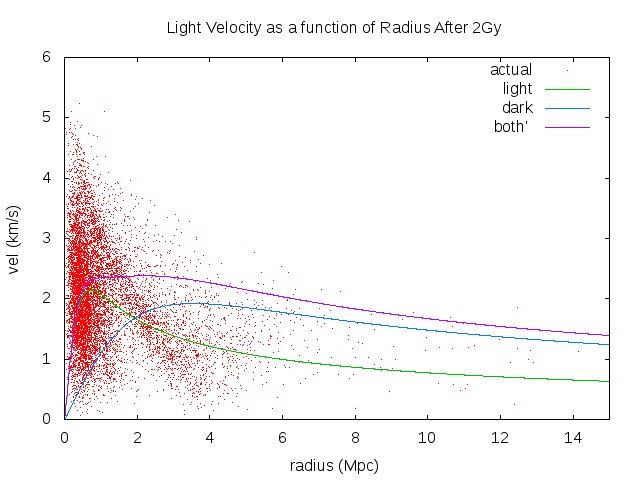 Light Velocity as a function of Radius After 2Gy
6
5
4
3
2
1
0
vel (km/s)
actual
light
dark
both'
0 2 4 6 8 10 12 14
radius (Mpc)